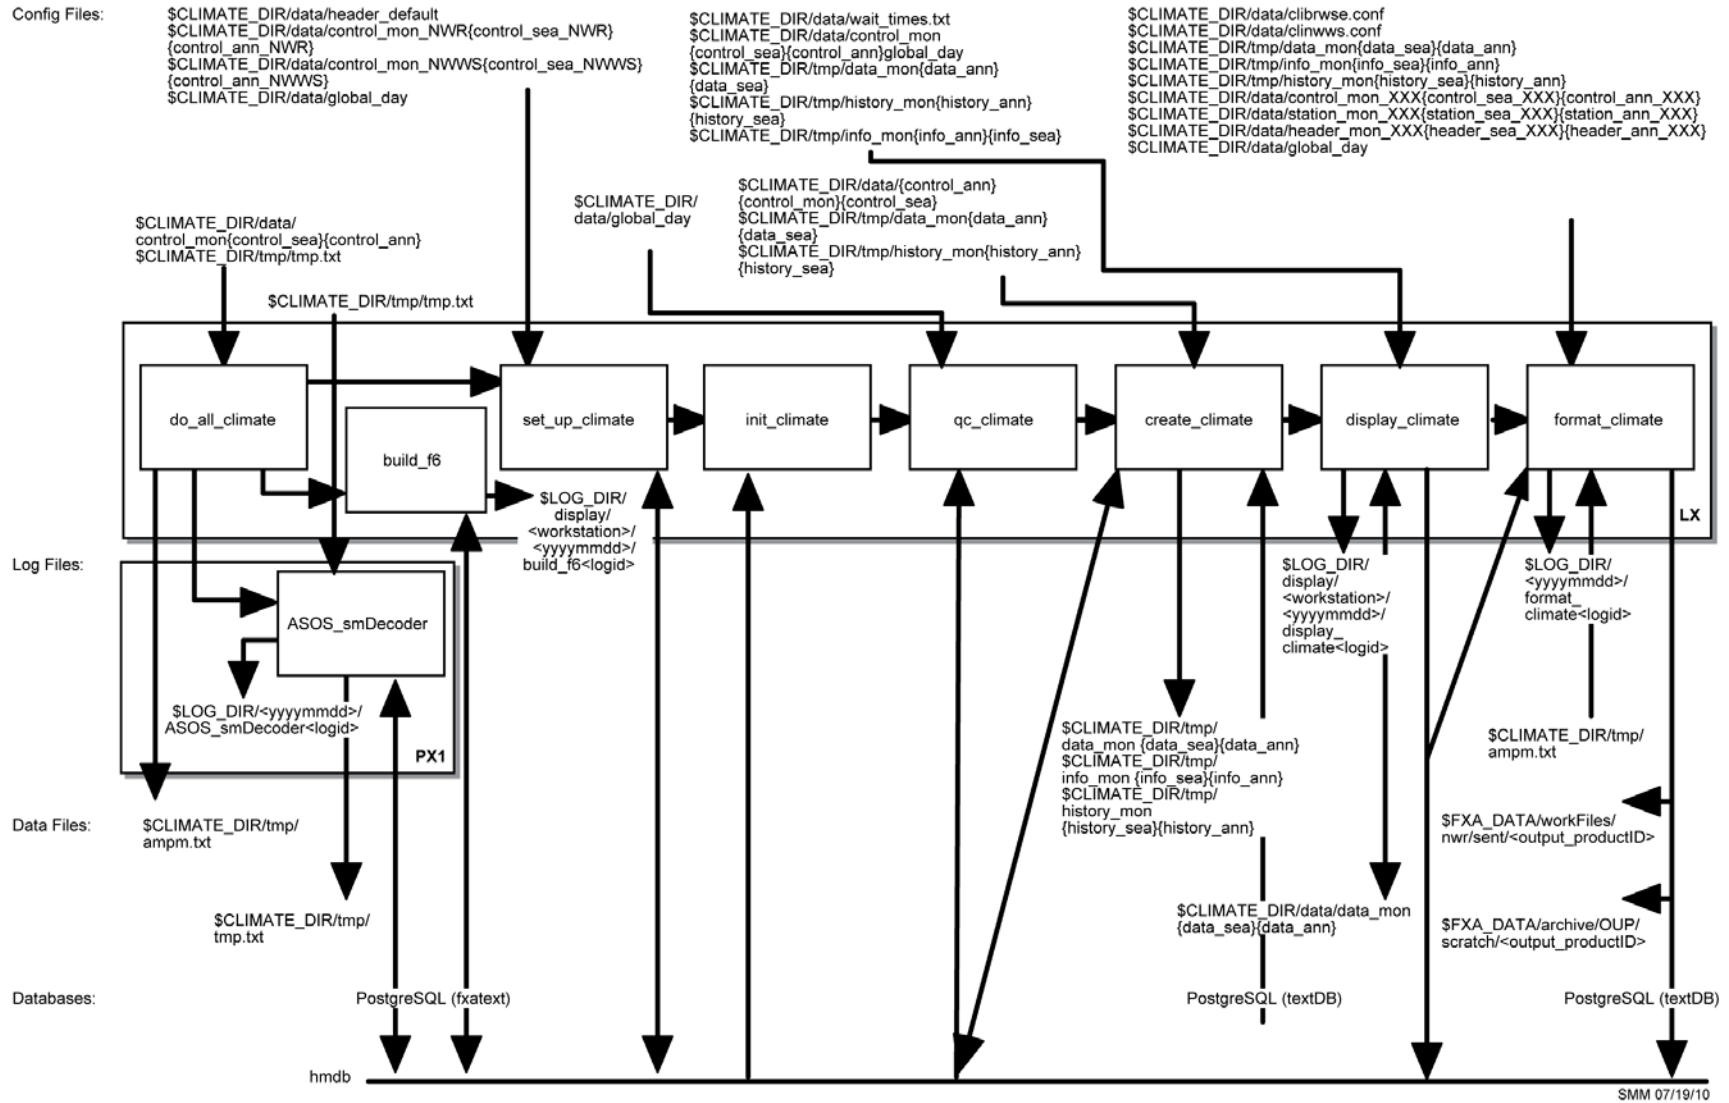 Config Files:
$CLIMATE_DIR/data/header_default
$CLIMATE_DIR/data/control_mon_NWR{control_sea_NWR}
{control_ann_NWR}
$CLIMATE_DIR/data/control_mon_NWWS{control_sea_NWWS}
{control_ann_NWWS}
$CLIMATE_DIR/data/global_day
$CLIMATE_DIR/data/wait_times.txt
$CLIMATE_DIR/data/control_mon
{control_sea}{control_ann}global_day
$CLIMATE_DIR/tmp/data_mon{data_ann}
{data_sea}
$CLIMATE_DIR/tmp/history_mon{history_ann}
{history_sea}
$CLIMATE_DIR/tmp/info_mon{info_ann}{info_sea}
$CLIMATE_DIR/data/clibrwse.conf
$CLIMATE_DIR/data/clinwws.conf
$CLIMATE_DIR/tmp/data_mon{data_sea}{data_ann}
$CLIMATE_DIR/tmp/info_mon{info_sea}{info_ann}
$CLIMATE_DIR/tmp/history_mon{history_sea}{history_ann}
$CLIMATE_DIR/data/control_mon_XXX{control_sea_XXX}{control_ann_XXX}
$CLIMATE_DIR/data/station_mon_XXX{station_sea_XXX}{station_ann_XXX}
$CLIMATE_DIR/data/header_mon_XXX{header_sea_XXX}{header_ann_XXX}
$CLIMATE_DIR/data/global_day
$CLIMATE_DIR/data/
control_mon{control_sea}{control_ann}
$CLIMATE_DIR/tmp/tmp.txt
$CLIMATE_DIR/tmp/tmp.txt
$CLIMATE_DIR/
data/global_day
$CLIMATE_DIR/data/{control_ann}
{control_mon}{control_sea}
$CLIMATE_DIR/tmp/data_mon{data_ann}
{data_sea}
$CLIMATE_DIR/tmp/history_mon{history_ann}
{history_sea}
do_all_climate
build_f6
set_up_climate
init_climate
qc_climate
create_climate
display_climate
format_climate
LX
$LOG_DIR/
display/
<workstation>/
<yyyymmdd>/
build_f6<logid>
Log Files:
ASOS_smDecoder
$LOG_DIR/<yyyymmdd>/
ASOS_smDecoder<logid>
PX1
$LOG_DIR/
display/
<workstation>/
<yyyymmdd>/
display_
climate<logid>
$LOG_DIR/
<yyyymmdd>/
format_
climate<logid>
$CLIMATE_DIR/tmp/
data_mon {data_sea}{data_ann}
$CLIMATE_DIR/tmp/
info_mon {info_sea}{info_ann}
$CLIMATE_DIR/tmp/
history_mon
{history_sea}{history_ann}
$CLIMATE_DIR/tmp/
ampm.txt
Data Files:
$CLIMATE_DIR/tmp/
ampm.txt
$FXA_DATA/workFiles/
nwr/sent/<output_productID>
$CLIMATE_DIR/tmp/
tmp.txt
$CLIMATE_DIR/data/data_mon
{data_sea}{data_ann}
$FXA_DATA/archive/OUP/
scratch/<output_productID>
Databases:
PostgreSQL (fxatext)
PostgreSQL (textDB)
PostgreSQL (textDB)
hmdb
SMM 07/19/10